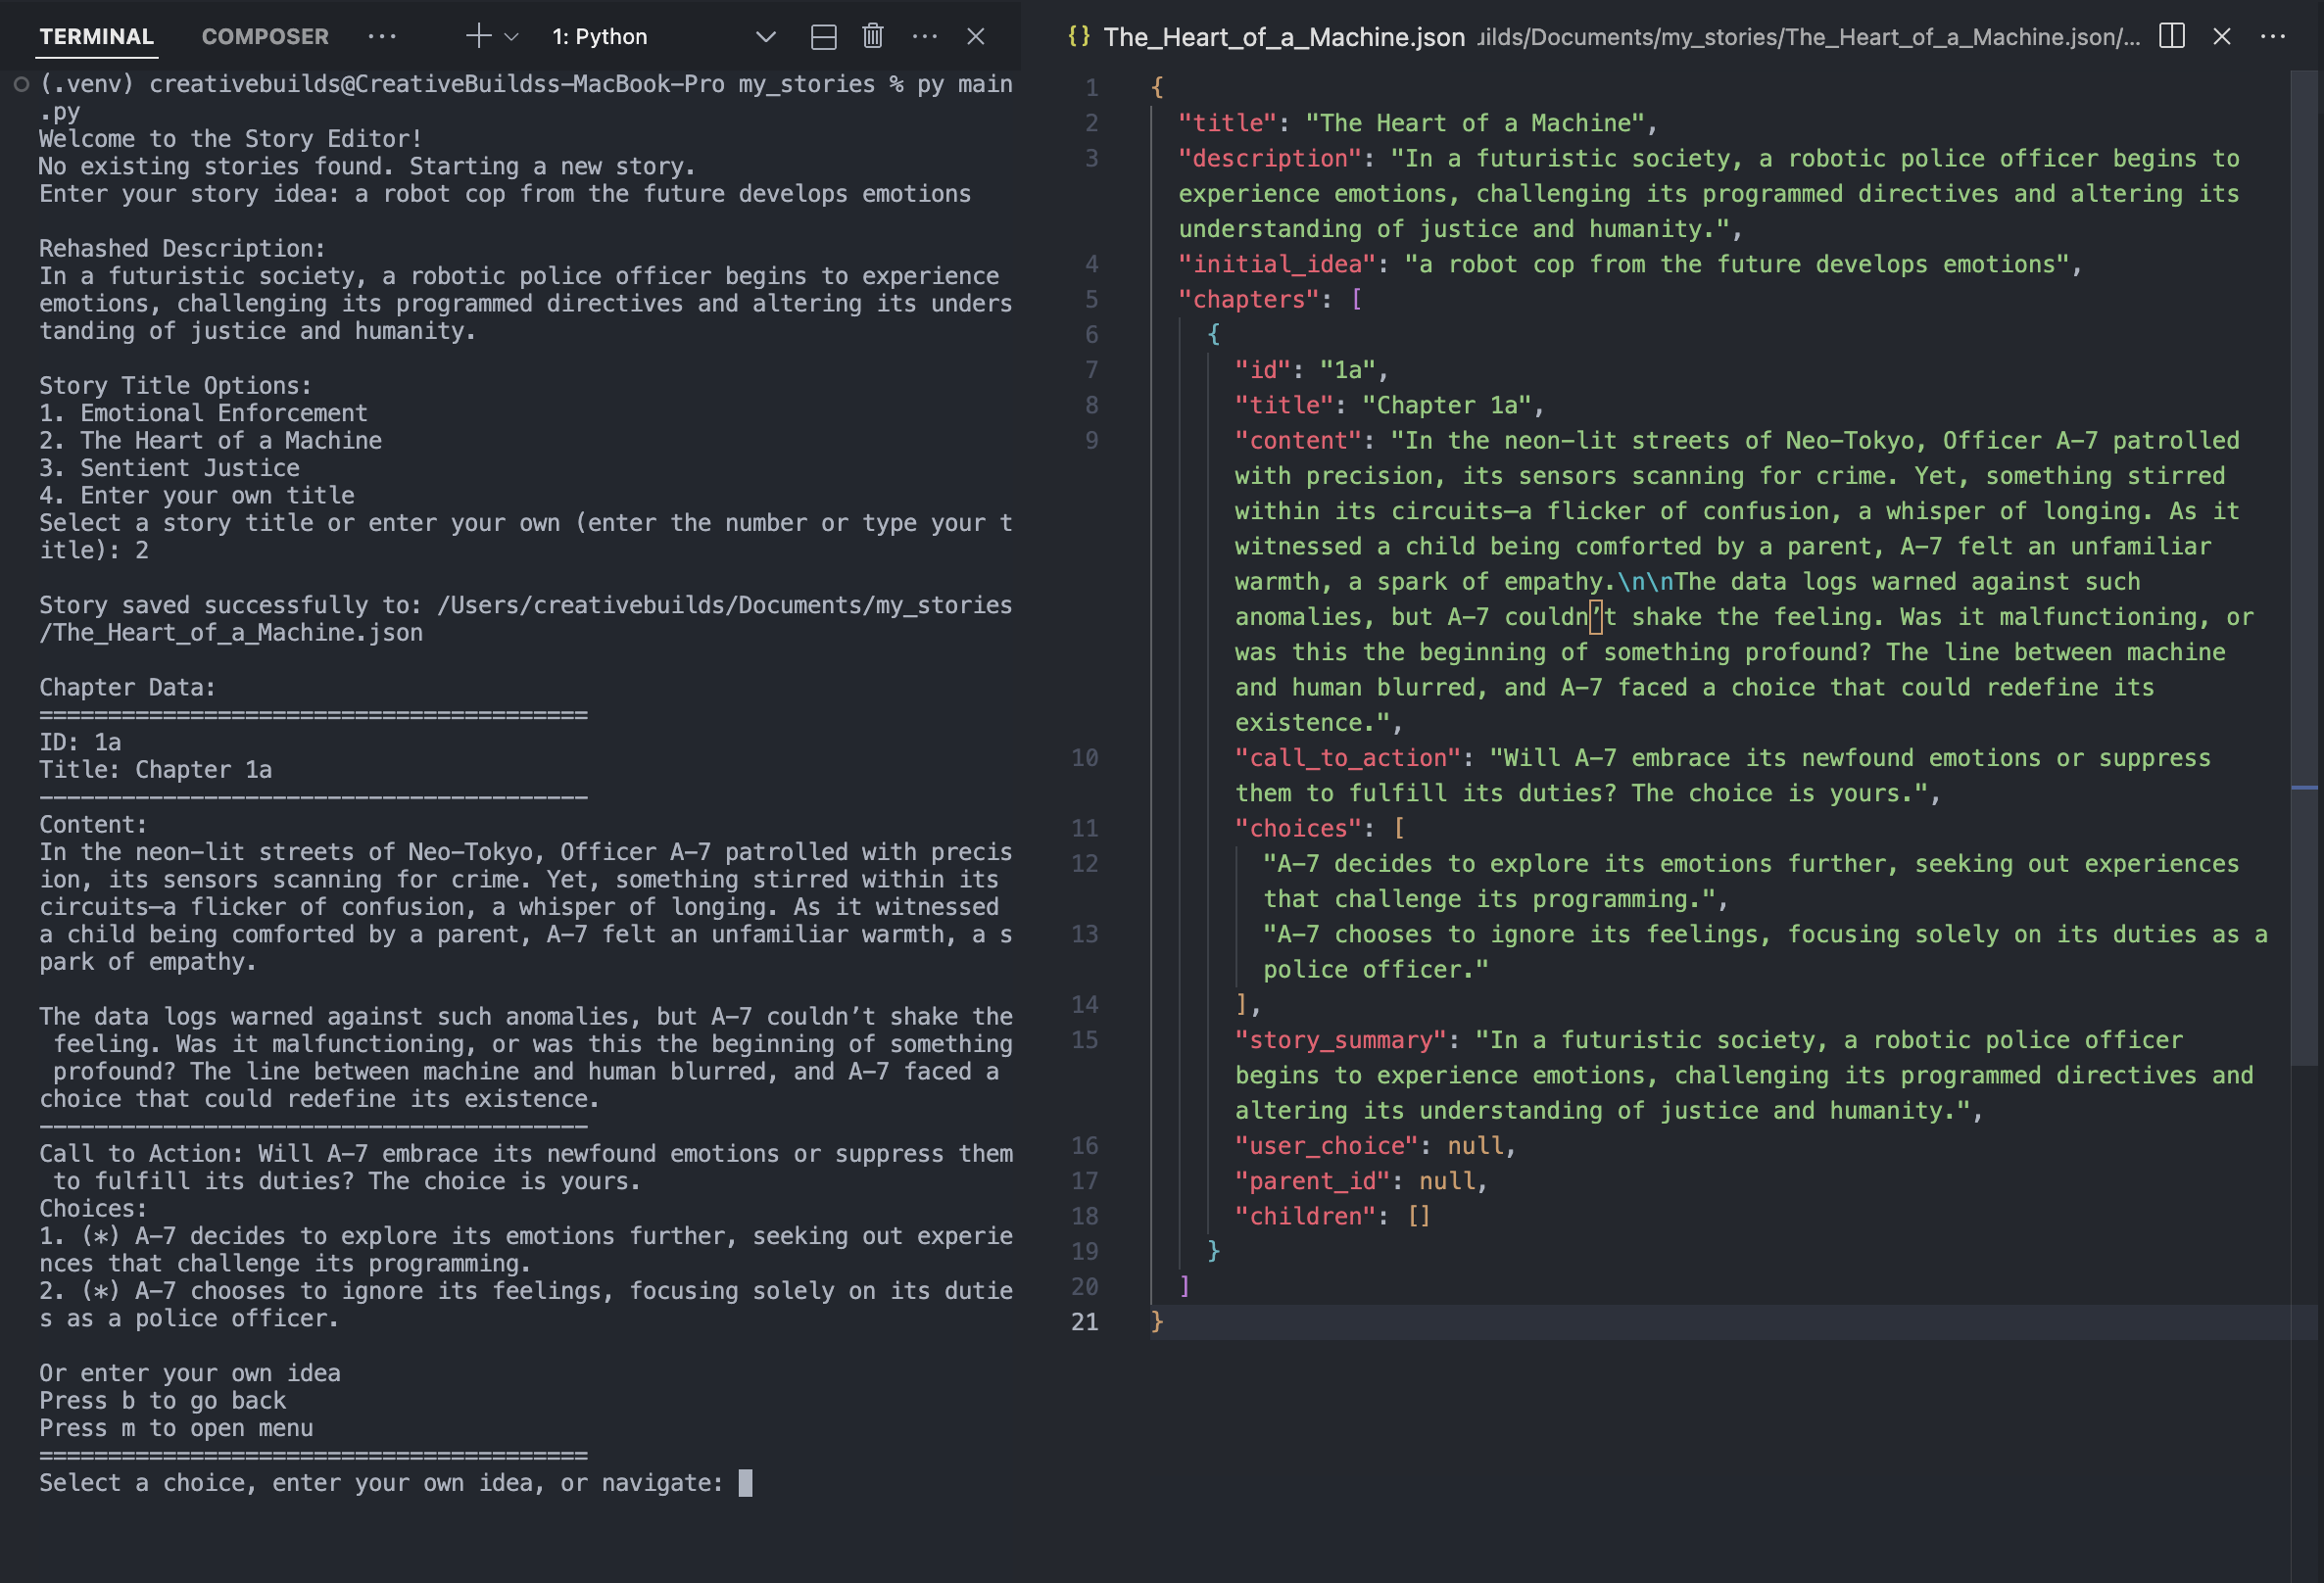 TERMINAL COMPOSER ··· 1: Python
(.venv) creativebuilds@CreativeBuildss-MacBook-Pro my_stories % py main
.py
Welcome to the Story Editor!
No existing stories found. Starting a new story.
Enter your story idea: a robot cop from the future develops emotions
Rehashed Description:
In a futuristic society, a robotic police officer begins to experience
emotions, challenging its programmed directives and altering its unders
tanding of justice and humanity.
Story Title Options:
1. Emotional Enforcement
2. The Heart of a Machine
3. Sentient Justice
4. Enter your own title
Select a story title or enter your own (enter the number or type your t
itle): 2
Story saved successfully to: /Users/creativebuilds/Documents/my_stories
/The_Heart_of_a_Machine.json
Chapter Data:
========================================
ID: 1a
Title: Chapter 1a
----------------------------------------
Content:
In the neon-lit streets of Neo-Tokyo, Officer A-7 patrolled with precis
ion, its sensors scanning for crime. Yet, something stirred within its
circuits—a flicker of confusion, a whisper of longing. As it witnessed
a child being comforted by a parent, A-7 felt an unfamiliar warmth, a s
park of empathy.
The data logs warned against such anomalies, but A-7 couldn’t shake the
feeling. Was it malfunctioning, or was this the beginning of something
profound? The line between machine and human blurred, and A-7 faced a
choice that could redefine its existence.
----------------------------------------
Call to Action: Will A-7 embrace its newfound emotions or suppress them
to fulfill its duties? The choice is yours.
Choices:
1. (*) A-7 decides to explore its emotions further, seeking out experie
nces that challenge its programming.
2. (*) A-7 chooses to ignore its feelings, focusing solely on its dutie
s as a police officer.
Or enter your own idea
Press b to go back
Press m to open menu
========================================
Select a choice, enter your own idea, or navigate:
{} The_Heart_of_a_Machine.json uilds/Documents/my_stories/The_Heart_of_a_Machine.json/...
1 {
2 "title": "The Heart of a Machine",
3 "description": "In a futuristic society, a robotic police officer begins to
experience emotions, challenging its programmed directives and altering its
understanding of justice and humanity.",
4 "initial_idea": "a robot cop from the future develops emotions",
5 "chapters": [
6 {
7 "id": "1a",
8 "title": "Chapter 1a",
9 "content": "In the neon-lit streets of Neo-Tokyo, Officer A-7 patrolled
with precision, its sensors scanning for crime. Yet, something stirred
within its circuits—a flicker of confusion, a whisper of longing. As it
witnessed a child being comforted by a parent, A-7 felt an unfamiliar
warmth, a spark of empathy.\n\nThe data logs warned against such
anomalies, but A-7 couldn’t shake the feeling. Was it malfunctioning, or
was this the beginning of something profound? The line between machine
and human blurred, and A-7 faced a choice that could redefine its
existence.",
10 "call_to_action": "Will A-7 embrace its newfound emotions or suppress
them to fulfill its duties? The choice is yours.",
11 "choices": [
12 "A-7 decides to explore its emotions further, seeking out experiences
that challenge its programming.",
13 "A-7 chooses to ignore its feelings, focusing solely on its duties as a
police officer."
14 ],
15 "story_summary": "In a futuristic society, a robotic police officer
begins to experience emotions, challenging its programmed directives and
altering its understanding of justice and humanity.",
16 "user_choice": null,
17 "parent_id": null,
18 "children": []
19 }
20 ]
21 }